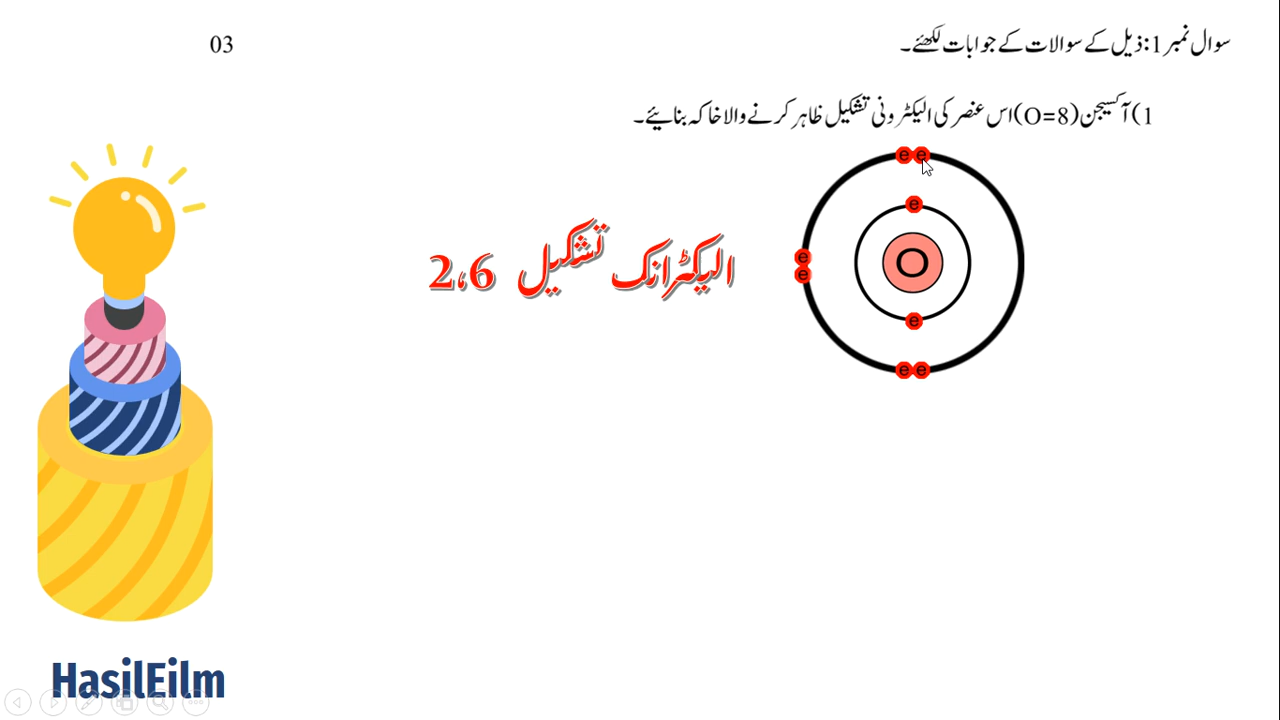 سوال نمبر 1: ذیل کے سوالات کے جوابات لکھئے۔ 03
1) آکسیجن (O=8) اس عنصر کی الیکٹرونی تشکیل ظاہر کرنے والا خاکہ بنائیے۔
e e
e
e
e
O
e
e e
الیکٹرانک تشکیل 2،6
HasilEilm